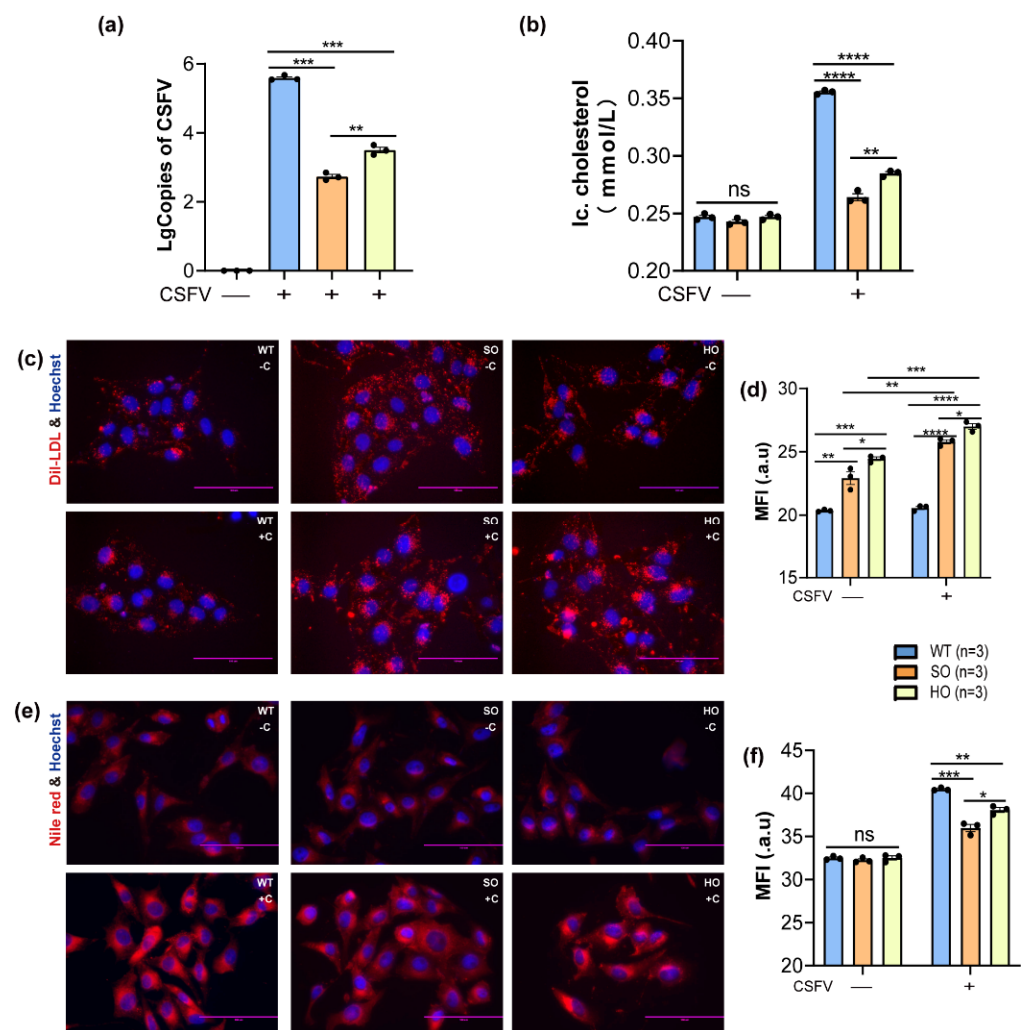 (a)
LgCopies of CSFV
6
4
2
0
***
***
**
CSFV — + + +
(b)
Ic. cholesterol
( mmol/L)
0.40
0.35
0.30
0.25
0.20
ns
****
****
**
CSFV — +
(c)
Dil-LDL & Hoechst
WT
-C
SO
-C
HO
-C
WT
+C
SO
+C
HO
+C
(d)
MFI (.a.u)
30
25
20
15
***
**
***
****
*
**
*
****
CSFV — +
WT (n=3)
SO (n=3)
HO (n=3)
(e)
Nile red & Hoechst
WT
-C
SO
-C
HO
-C
WT
+C
SO
+C
HO
+C
(f)
MFI (.a.u)
45
40
35
30
25
20
ns
**
***
*
CSFV — +